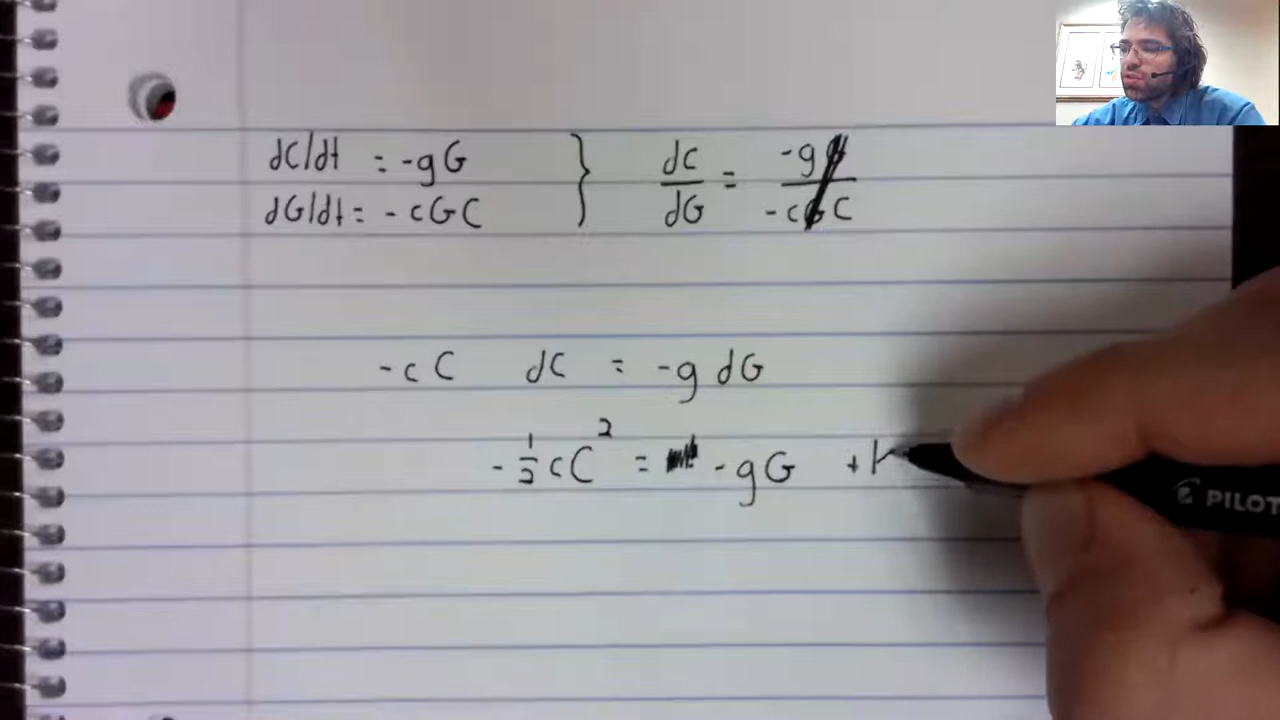 dC/dt = -gG } dC/dG = -gG/-cGC
dG/dt = -cGC
-cC dC = -g dG
-½cC² = -gG +
PILOT